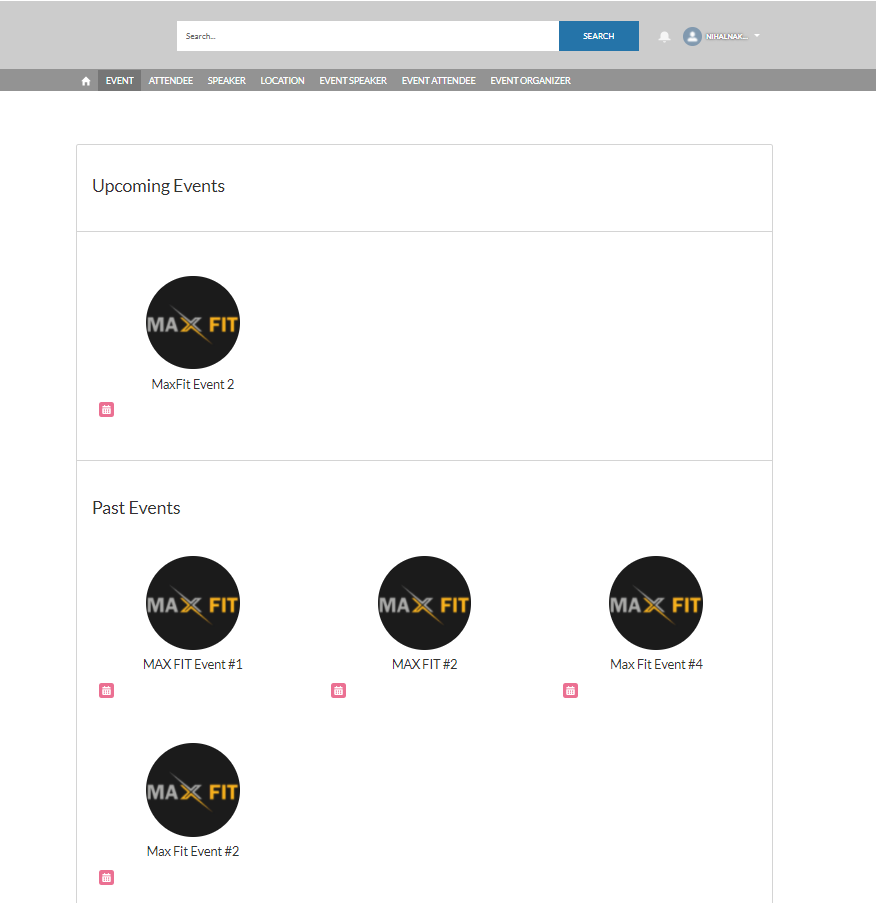 Search...
SEARCH
NIHALNAK...
EVENT ATTENDEE SPEAKER LOCATION EVENT SPEAKER EVENT ATTENDEE EVENT ORGANIZER
Upcoming Events
MAX FIT
MaxFit Event 2
Past Events
MAX FIT MAX FIT MAX FIT
MAX FIT Event #1 MAX FIT #2 Max Fit Event #4
MAX FIT
Max Fit Event #2